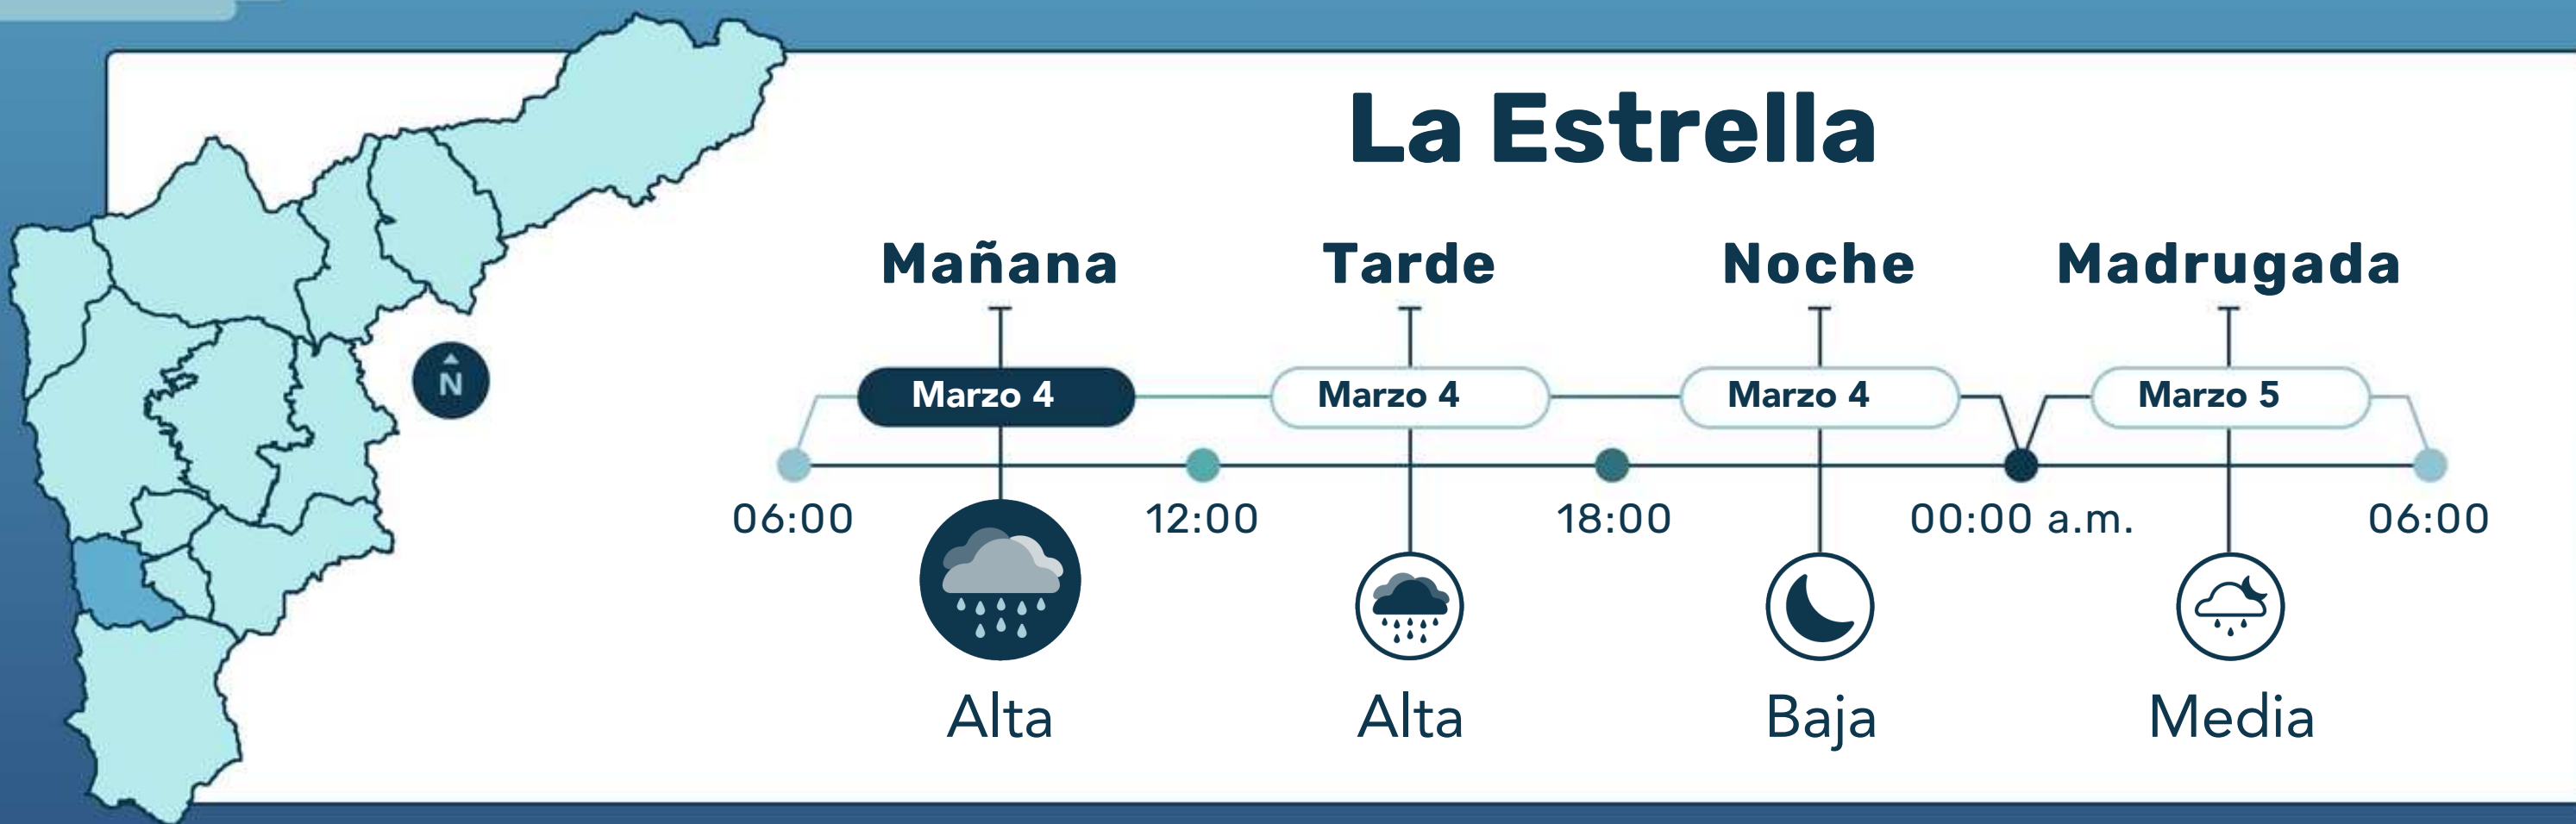 La Estrella
Mañana Tarde Noche Madrugada
N
Marzo 4 Marzo 4 Marzo 4 Marzo 5
06:00 12:00 18:00 00:00 a.m. 06:00
Alta Alta Baja Media